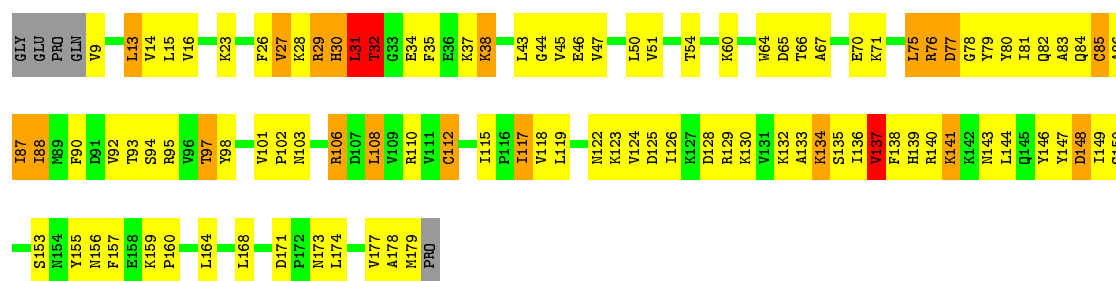 GLY GLU PRO GLN V9 L13 V14 L15 V16 K23 F26 V27 K28 R29 H30 L31 T32 G33 E34 F35 E36 K37 K38 L43 G44 V45 E46 V47 L50 V51 T54 K60 W64 D65 T66 A67 E70 K71 L75 R76 D77 G78 Y79 Y80 I81 Q82 A83 Q84 C85
I87 I88 M89 F90 D91 V92 T93 S94 R95 V96 T97 Y98 V101 P102 N103 R106 D107 L108 V109 R110 V111 C112 I115 P116 I117 V118 L119 N122 K123 V124 D125 I126 K127 D128 R129 K130 V131 K132 A133 K134 S135 I136 V137 F138 H139 R140 K141 K142 N143 L144 Q145 Y146 Y147 D148 I149
S153 N154 Y155 N156 F157 E158 K159 P160 L164 L168 D171 P172 N173 L174 V177 A178 M179 PRO